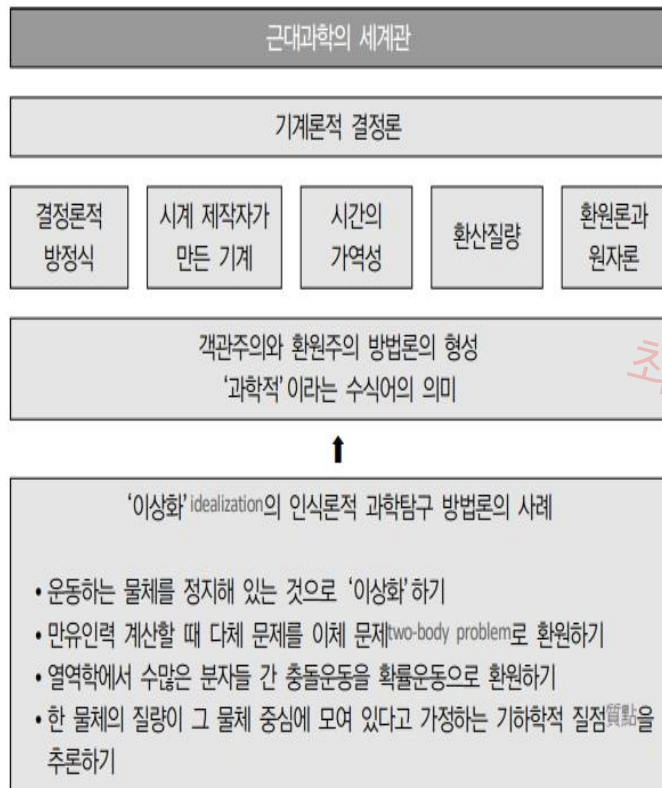 근대과학의 세계관
기계론적 결정론
결정론적
방정식
시계 제작자가
만든 기계
시간의
가역성
환산질량
환원론과
원자론
객관주의와 환원주의 방법론의 형성
‘과학적’이라는 수식어의 의미
‘이상화’idealization의 인식론적 과학탐구 방법론의 사례
• 운동하는 물체를 정지해 있는 것으로 ‘이상화’하기
• 만유인력 계산할 때 다체 문제를 이체 문제two-body problem로 환원하기
• 열역학에서 수많은 분자들 간 충돌운동을 확률운동으로 환원하기
• 한 물체의 질량이 그 물체 중심에 모여 있다고 가정하는 기하학적 질점質點을
추론하기